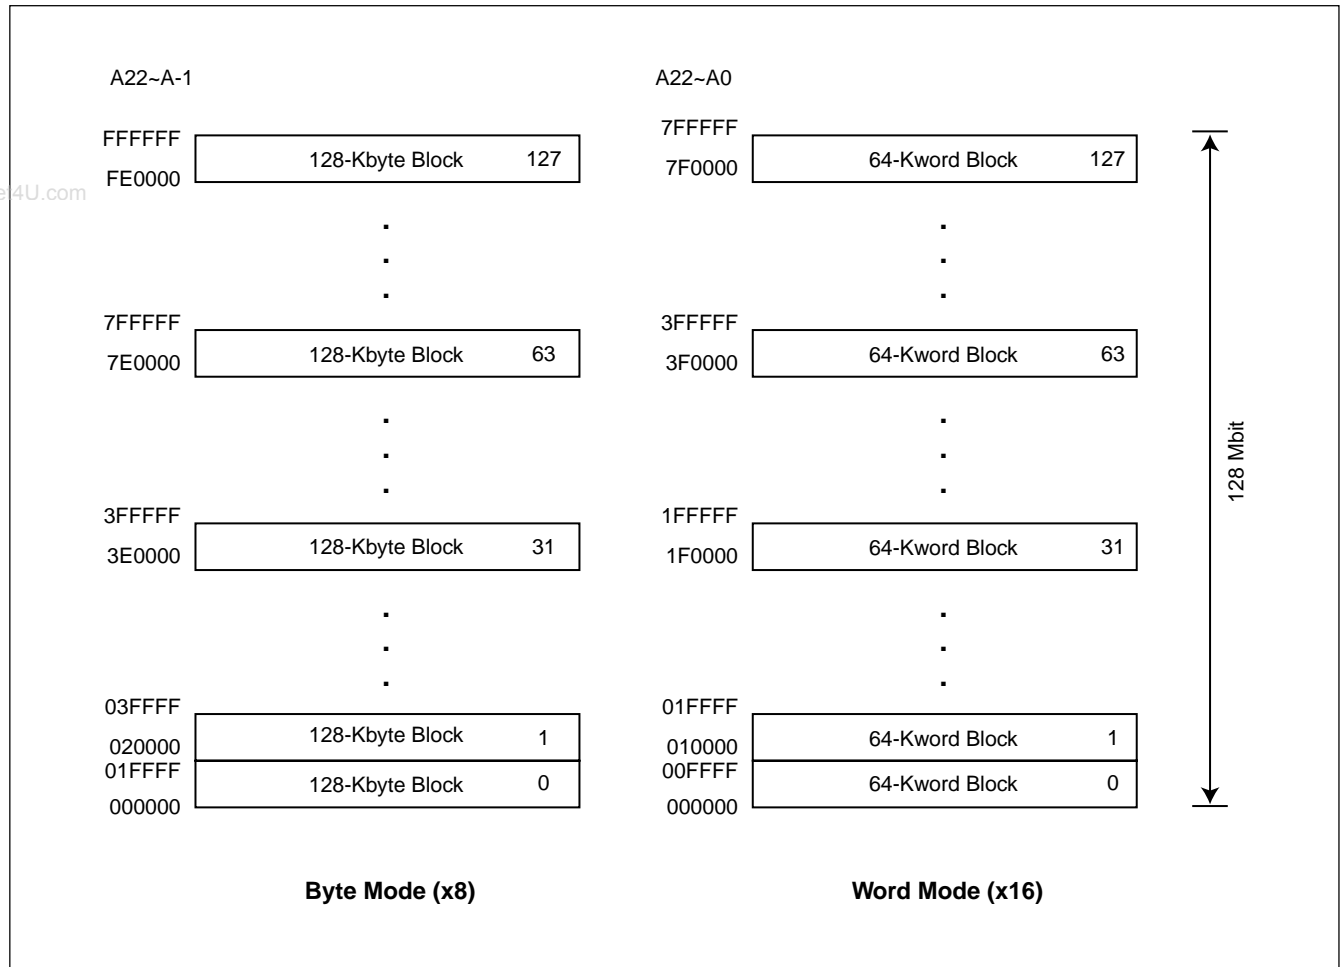 A22~A-1
FFFFFF
FE0000
128-Kbyte Block 127
7FFFFF
7E0000
128-Kbyte Block 63
3FFFFF
3E0000
128-Kbyte Block 31
03FFFF
020000
128-Kbyte Block 1
01FFFF
000000
128-Kbyte Block 0
Byte Mode (x8)
A22~A0
7FFFFF
7F0000
64-Kword Block 127
3FFFFF
3F0000
64-Kword Block 63
1FFFFF
1F0000
64-Kword Block 31
01FFFF
010000
64-Kword Block 1
00FFFF
000000
64-Kword Block 0
Word Mode (x16)
128 Mbit
4U.com